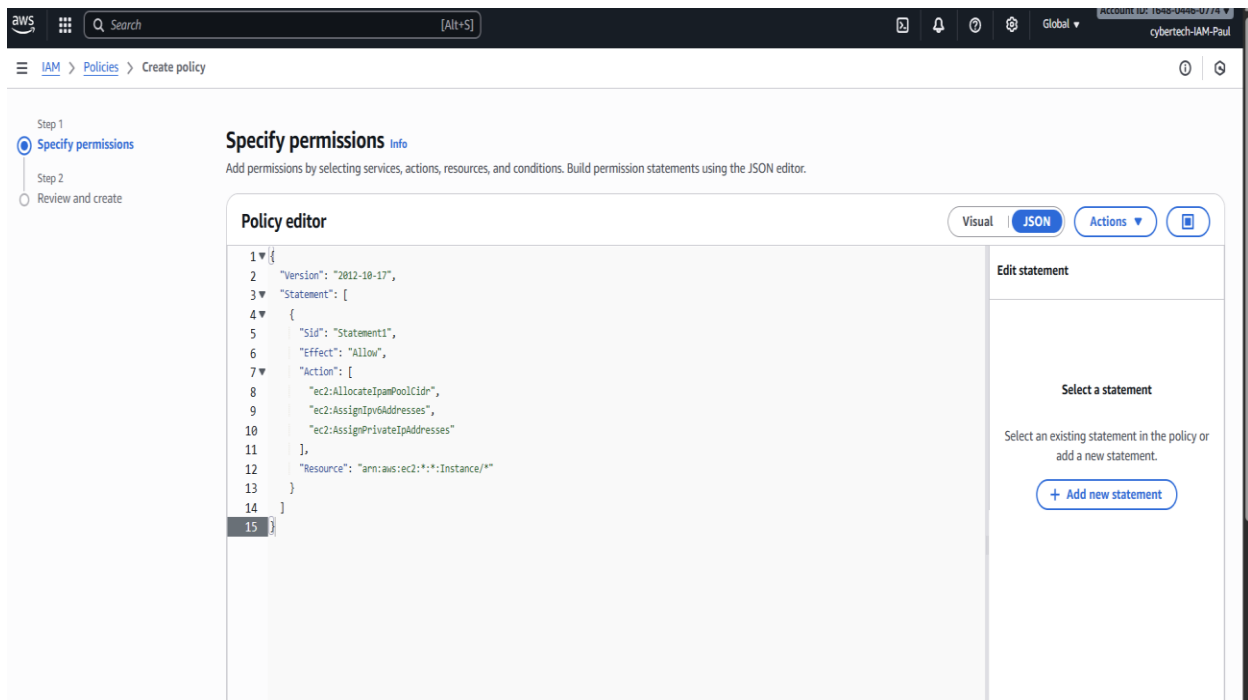 aws
Search [Alt+S]
Global
Account ID: 1648-0446-0774
cybertech-IAM-Paul
IAM > Policies > Create policy
Step 1
Specify permissions
Step 2
Review and create
Specify permissions Info
Add permissions by selecting services, actions, resources, and conditions. Build permission statements using the JSON editor.
Policy editor
Visual JSON Actions
1 {
2 "Version": "2012-10-17",
3 "Statement": [
4 {
5 "Sid": "Statement1",
6 "Effect": "Allow",
7 "Action": [
8 "ec2:AllocateIpamPoolCidr",
9 "ec2:AssignIpv6Addresses",
10 "ec2:AssignPrivateIpAddresses"
11 ],
12 "Resource": "arn:aws:ec2:*:*:Instance/*"
13 }
14 ]
15 }
Edit statement
Select a statement
Select an existing statement in the policy or
add a new statement.
+ Add new statement